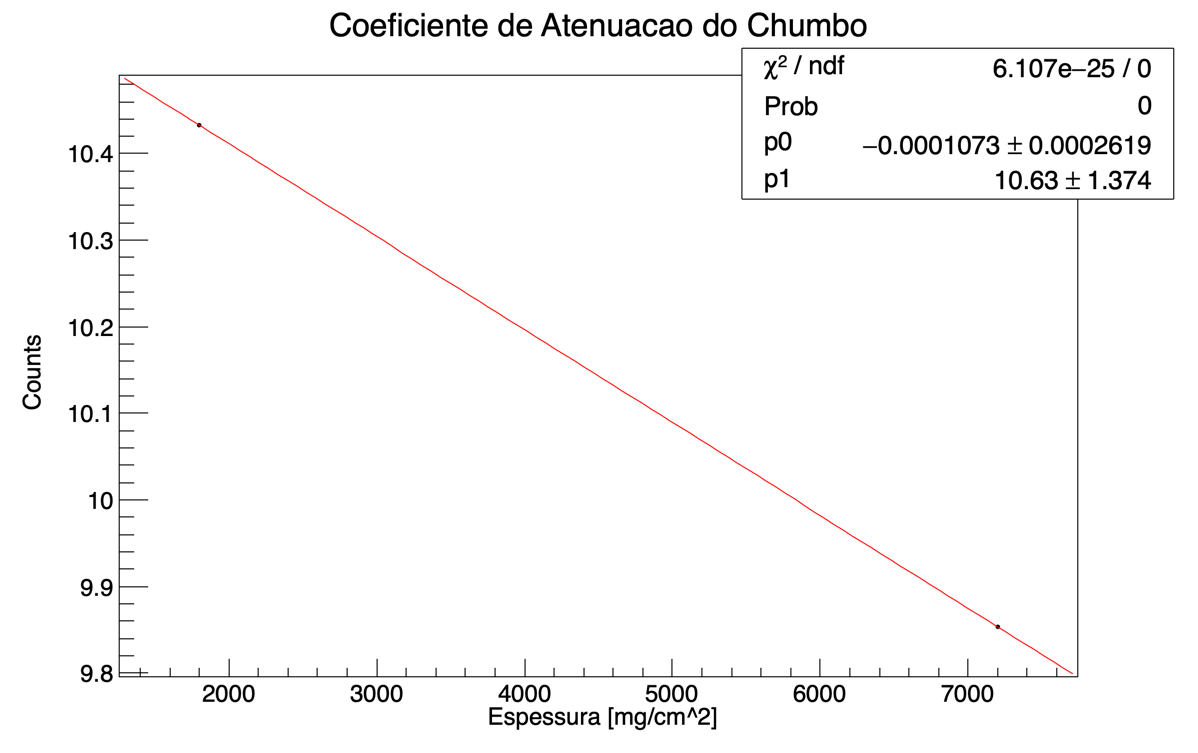 Coeficiente de Atenuacao do Chumbo
χ² / ndf 6.107e−25 / 0
Prob 0
p0 −0.0001073 ± 0.0002619
p1 10.63 ± 1.374
10.4
10.3
10.2
10.1
10
9.9
9.8
Counts
2000 3000 4000 5000 6000 7000
Espessura [mg/cm^2]